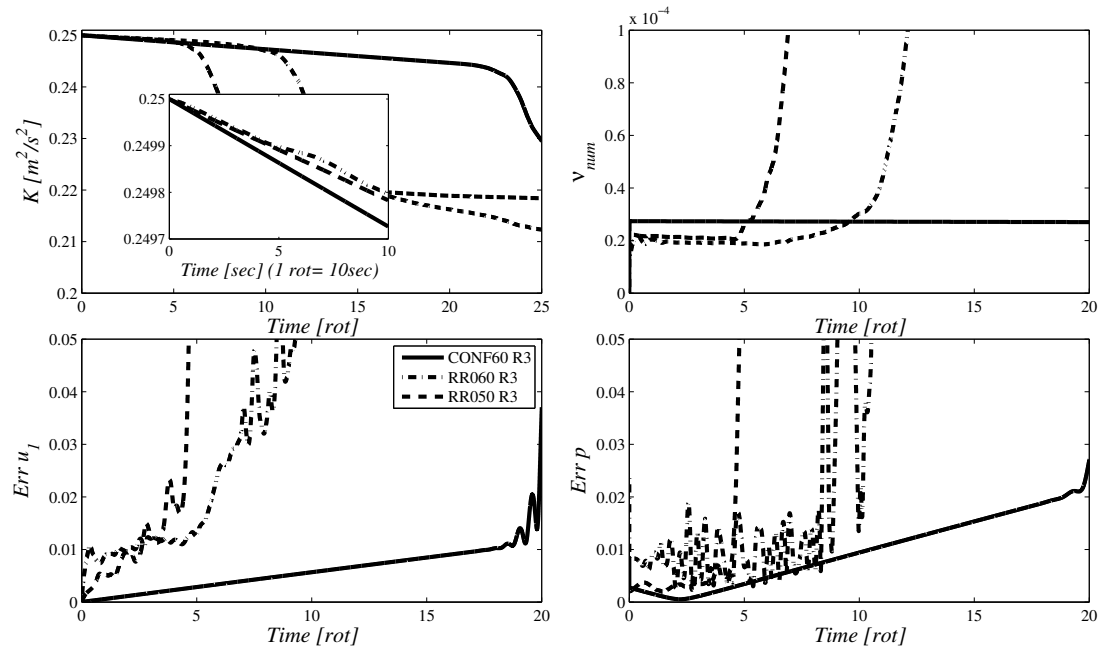 K [m²/s²]
0.25
0.24
0.23
0.22
0.21
0.2
0 5 10 15 20 25
Time [rot]
0.25
0.2499
0.2498
0.2497
0 5 10
Time [sec] (1 rot= 10sec)
x 10⁻⁴
ν_num
1
0.8
0.6
0.4
0.2
0
0 5 10 15 20
Time [rot]
Err u_1
0.05
0.04
0.03
0.02
0.01
0
0 5 10 15 20
Time [rot]
CONF60 R3
RR060 R3
RR050 R3
Err p
0.05
0.04
0.03
0.02
0.01
0
0 5 10 15 20
Time [rot]